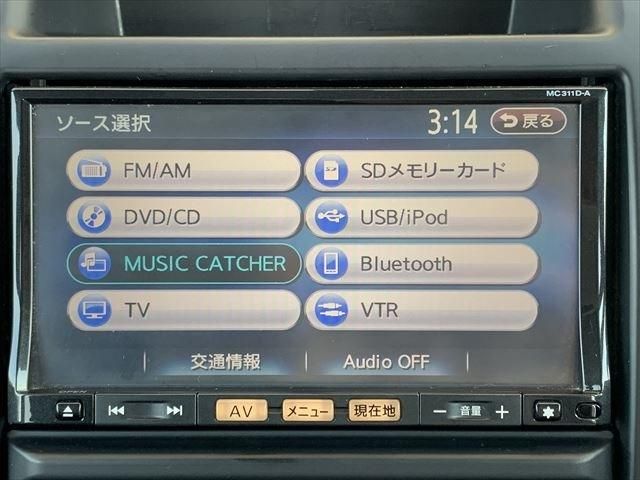 MC311D-A
ソース選択 3:14 戻る
FM/AM SDメモリーカード
DVD/CD USB/iPod
MUSIC CATCHER Bluetooth
TV VTR
交通情報 Audio OFF
AV メニュー 現在地 － 音量 ＋